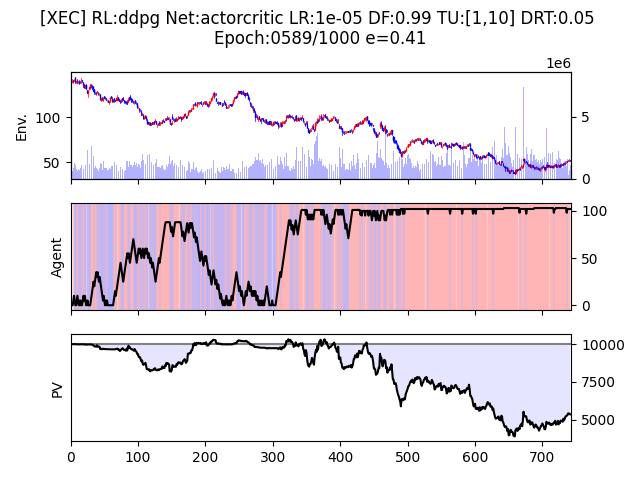 [XEC] RL:ddpg Net:actorcritic LR:1e-05 DF:0.99 TU:[1,10] DRT:0.05
Epoch:0589/1000 e=0.41
1e6
Env.
100
50
5
0
Agent
100
50
0
PV
10000
7500
5000
0 100 200 300 400 500 600 700